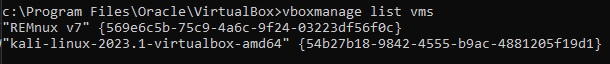 c:\Program Files\Oracle\VirtualBox>vboxmanage list vms
"REMnux v7" {569e6c5b-75c9-4a6c-9f24-03223df56f0c}
"kali-linux-2023.1-virtualbox-amd64" {54b27b18-9842-4555-b9ac-4881205f19d1}